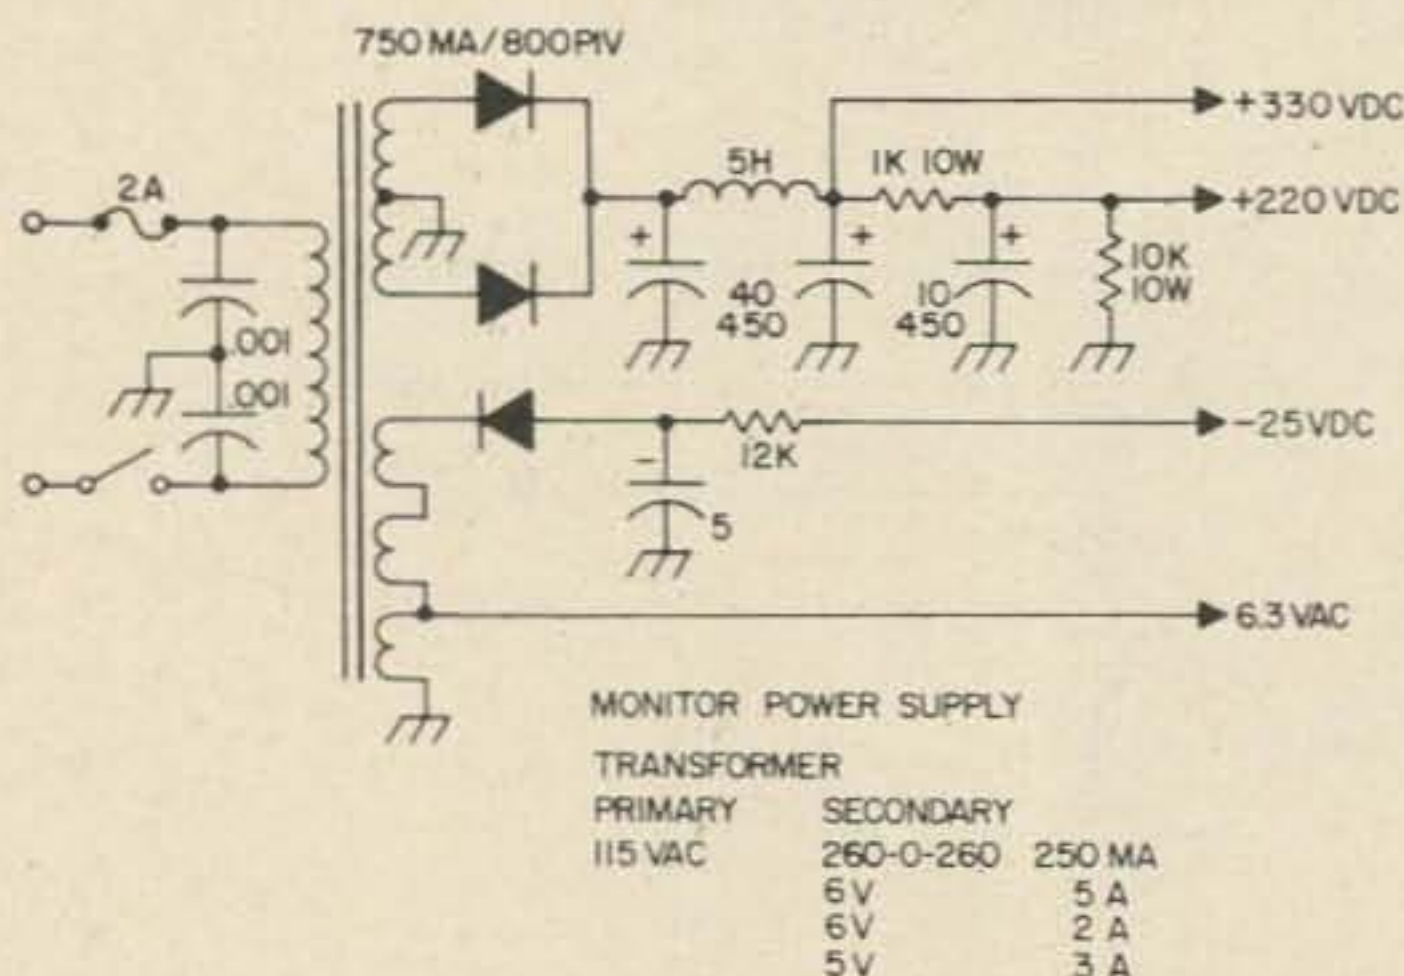 750 MA/800PIV
+330 VDC
2A
5H
1K 10W
+220 VDC
+
+
+
10K
10W
40
450
10
450
.001
.001
-25 VDC
12K
-
5
6.3 VAC
MONITOR POWER SUPPLY
TRANSFORMER
PRIMARY SECONDARY
115 VAC 260-0-260 250 MA
6V 5 A
6V 2 A
5V 3 A